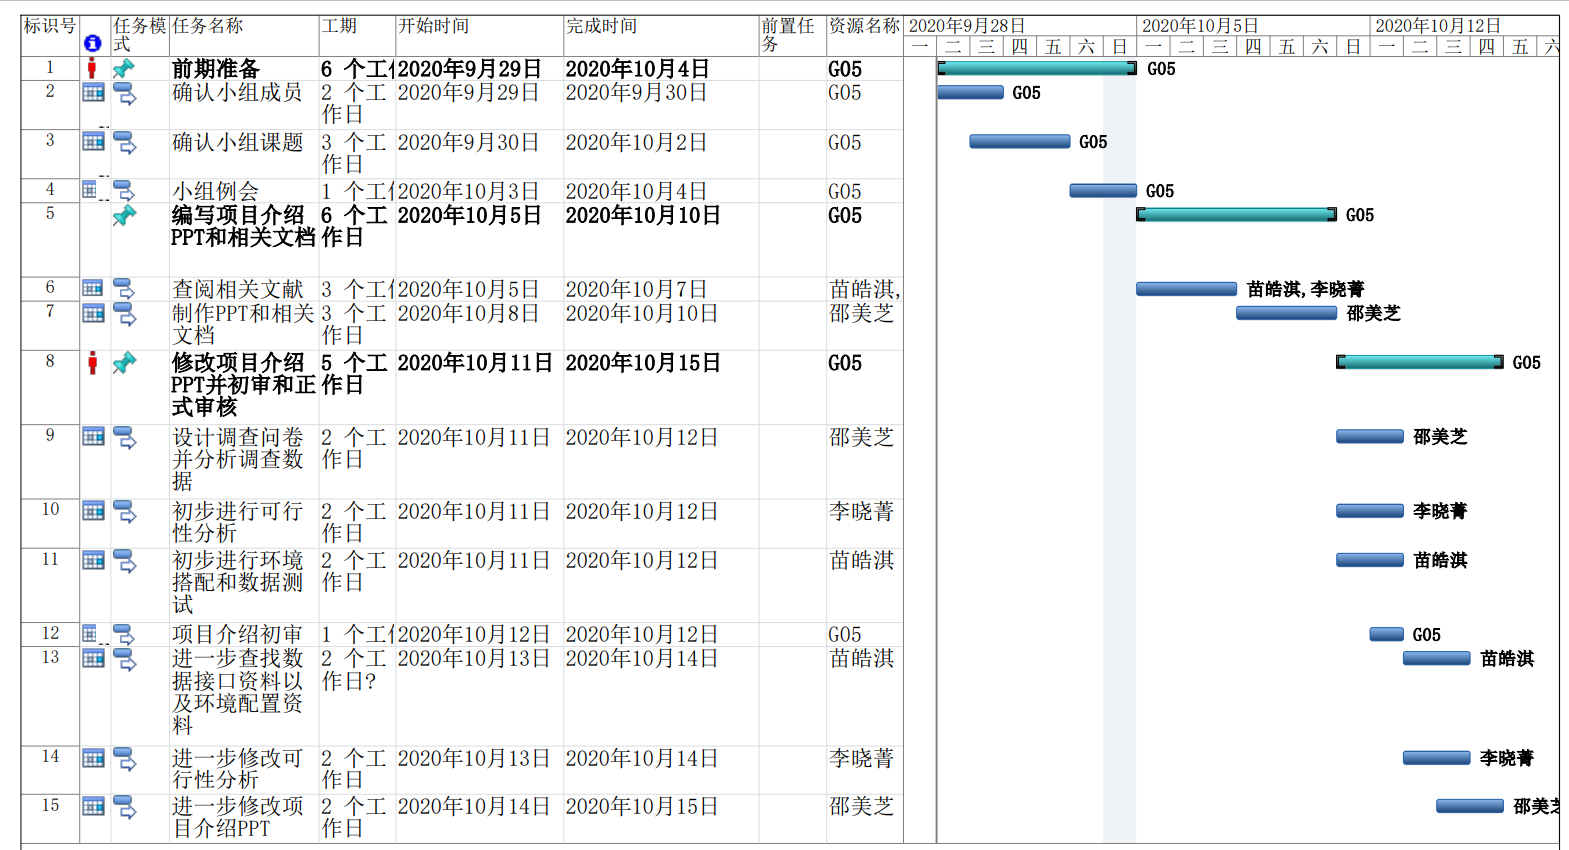 标识号 任务模式 任务名称 工期 开始时间 完成时间 前置任务 资源名称 2020年9月28日 2020年10月5日 2020年10月12日
一 二 三 四 五 六 日 一 二 三 四 五 六 日 一 二 三 四 五 六
1 前期准备 6 个工 2020年9月29日 2020年10月4日 G05 G05
2 确认小组成员 2 个工 2020年9月29日 2020年9月30日 G05 G05
作日
3 确认小组课题 3 个工 2020年9月30日 2020年10月2日 G05 G05
作日
4 小组例会 1 个工 2020年10月3日 2020年10月4日 G05 G05
5 编写项目介绍 6 个工 2020年10月5日 2020年10月10日 G05 G05
PPT和相关文档 作日
6 查阅相关文献 3 个工 2020年10月5日 2020年10月7日 苗皓淇, 苗皓淇,李晓菁
7 制作PPT和相关 3 个工 2020年10月8日 2020年10月10日 邵美芝 邵美芝
文档 作日
8 修改项目介绍 5 个工 2020年10月11日 2020年10月15日 G05 G05
PPT并初审和正 作日
式审核
9 设计调查问卷 2 个工 2020年10月11日 2020年10月12日 邵美芝 邵美芝
并分析调查数 作日
据
10 初步进行可行 2 个工 2020年10月11日 2020年10月12日 李晓菁 李晓菁
性分析 作日
11 初步进行环境 2 个工 2020年10月11日 2020年10月12日 苗皓淇 苗皓淇
搭配和数据测 作日
试
12 项目介绍初审 1 个工 2020年10月12日 2020年10月12日 G05 G05
13 进一步查找数 2 个工 2020年10月13日 2020年10月14日 苗皓淇 苗皓淇
据接口资料以 作日?
及环境配置资
料
14 进一步修改可 2 个工 2020年10月13日 2020年10月14日 李晓菁 李晓菁
行性分析 作日
15 进一步修改项 2 个工 2020年10月14日 2020年10月15日 邵美芝 邵美芝
目介绍PPT 作日